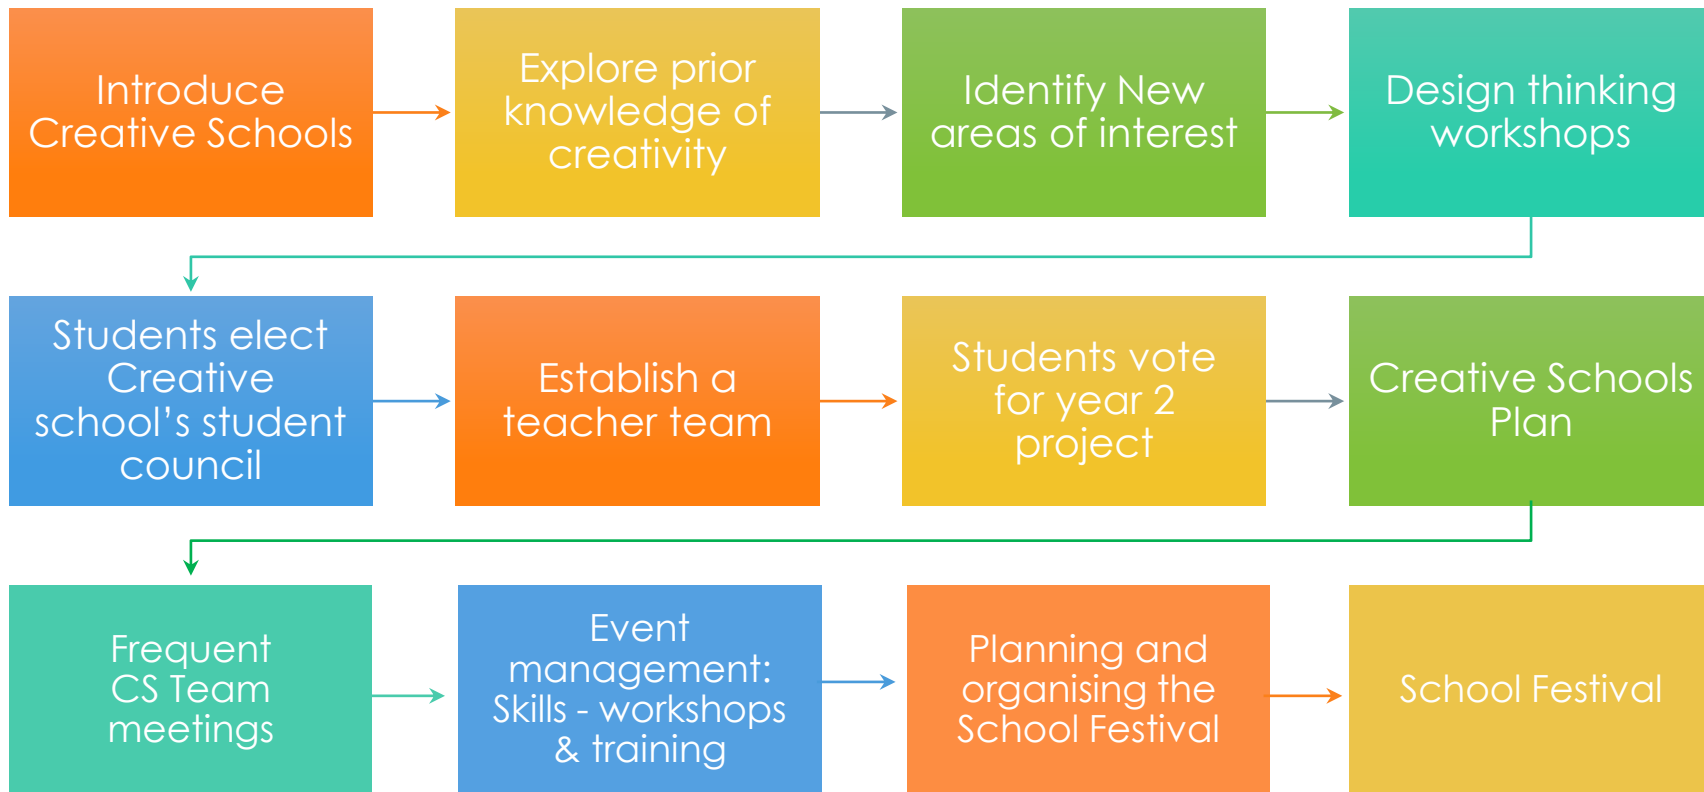 Introduce
Creative Schools
Explore prior
knowledge of
creativity
Identify New
areas of interest
Design thinking
workshops
Students elect
Creative
school’s student
council
Establish a
teacher team
Students vote
for year 2
project
Creative Schools
Plan
Frequent
CS Team
meetings
Event
management:
Skills - workshops
& training
Planning and
organising the
School Festival
School Festival